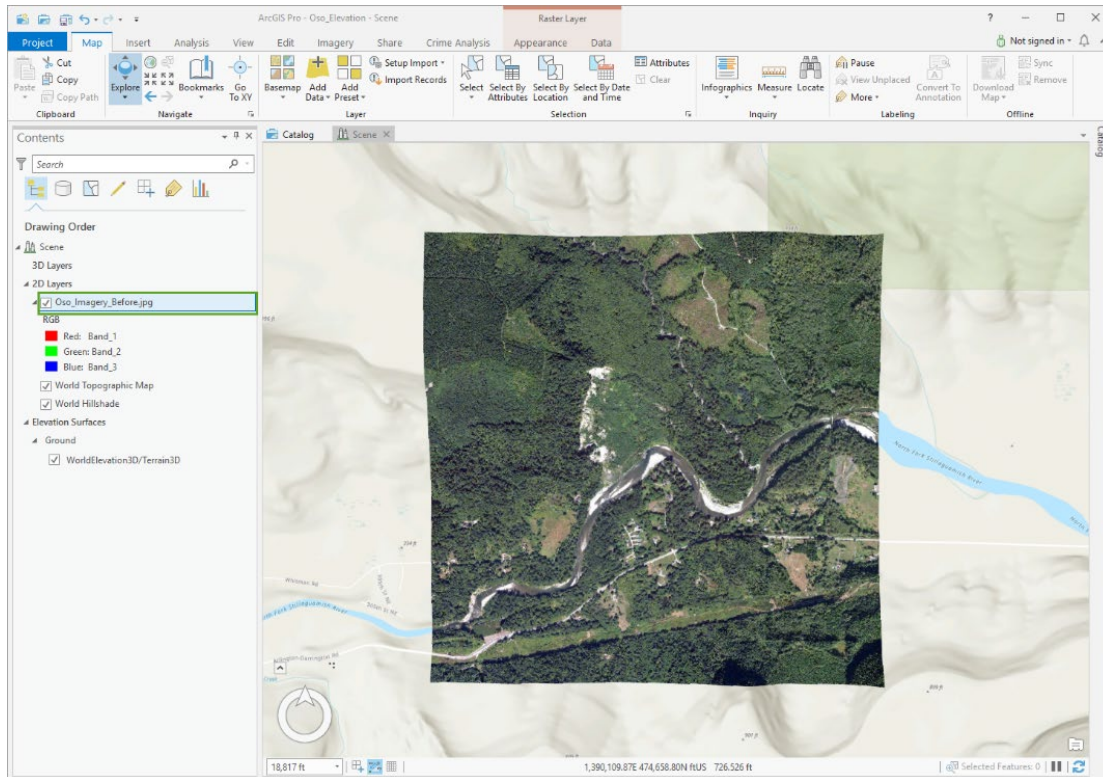 ArcGIS Pro - Oso_Elevation - Scene
Raster Layer
?
Project Map Insert Analysis View Edit Imagery Share Crime Analysis Appearance Data
Not signed in
Paste
Cut
Copy
Copy Path
Clipboard
Explore
Bookmarks
Go To XY
Navigate
Basemap
Add Data
Add Preset
Setup Import
Import Records
Layer
Select
Select By Attributes
Select By Location
Select By Date and Time
Attributes
Clear
Selection
Infographics
Measure
Locate
Inquiry
Pause
View Unplaced
More
Convert To Annotation
Labeling
Download Map
Sync
Remove
Offline
Contents
Search
Drawing Order
Scene
3D Layers
2D Layers
Oso_Imagery_Before.jpg
RGB
Red: Band_1
Green: Band_2
Blue: Band_3
World Topographic Map
World Hillshade
Elevation Surfaces
Ground
WorldElevation3D/Terrain3D
Catalog
Scene
Catalog
North Fork Stillaguamish River
18,817 ft
1,390,109.87E 474,658.80N ftUS 726.526 ft
Selected Features: 0